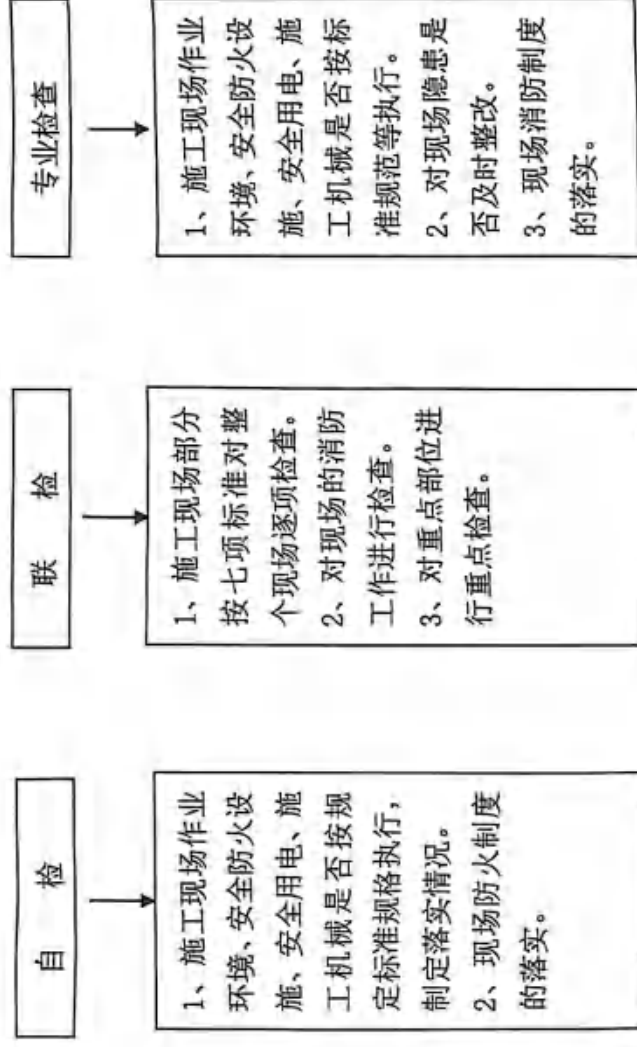 自 检
1、施工现场作业
环境、安全防火设
施、安全用电、施
工机械是否按规
定标准规格执行，
制定落实情况。
2、现场防火制度
的落实。
联 检
1、施工现场部分
按七项标准对整
个现场逐项检查。
2、对现场的消防
工作进行检查。
3、对重点部位进
行重点检查。
专业检查
1、施工现场作业
环境、安全防火设
施、安全用电、施
工机械是否按标
准规范等执行。
2、对现场隐患是
否及时整改。
3、现场消防制度
的落实。